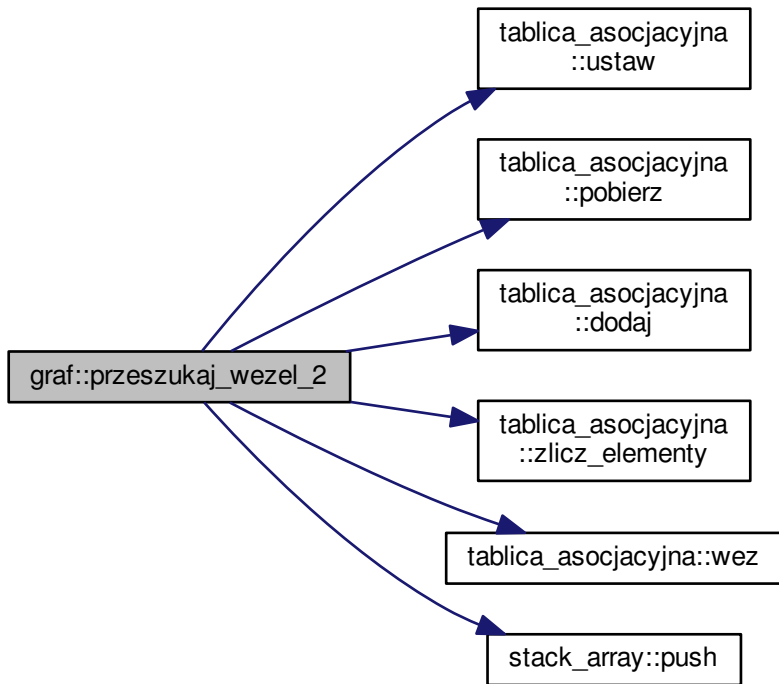 tablica_asocjacyjna
::ustaw
tablica_asocjacyjna
::pobierz
tablica_asocjacyjna
::dodaj
graf::przeszukaj_wezel_2
tablica_asocjacyjna
::zlicz_elementy
tablica_asocjacyjna::wez
stack_array::push